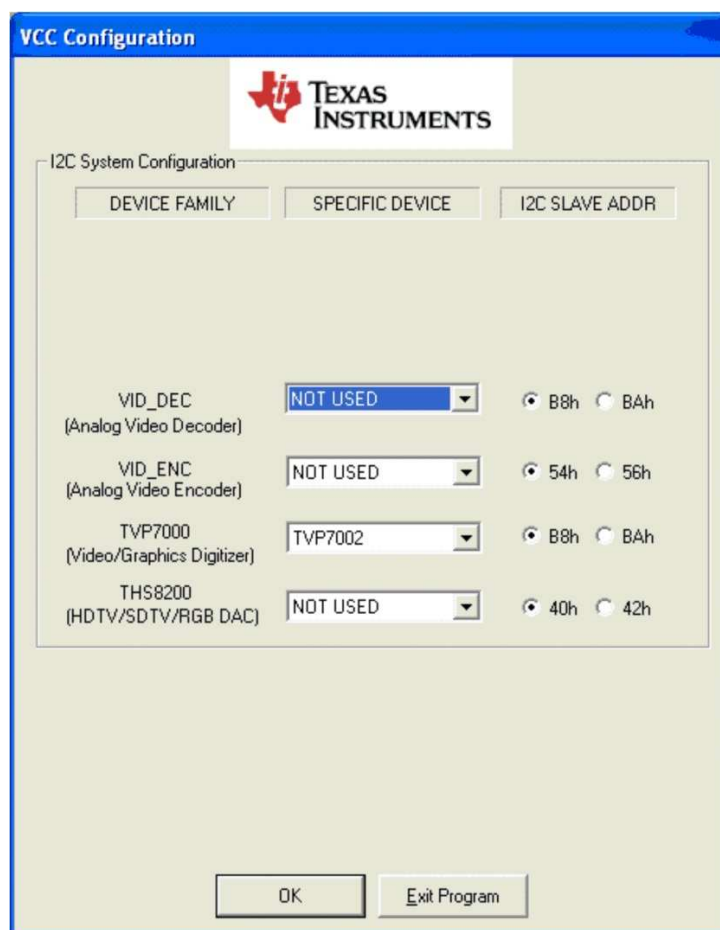 VCC Configuration
TEXAS
INSTRUMENTS
I2C System Configuration
DEVICE FAMILY SPECIFIC DEVICE I2C SLAVE ADDR
VID_DEC NOT USED B8h BAh
(Analog Video Decoder)
VID_ENC NOT USED 54h 56h
(Analog Video Encoder)
TVP7000 TVP7002 B8h BAh
(Video/Graphics Digitizer)
THS8200 NOT USED 40h 42h
(HDTV/SDTV/RGB DAC)
OK Exit Program